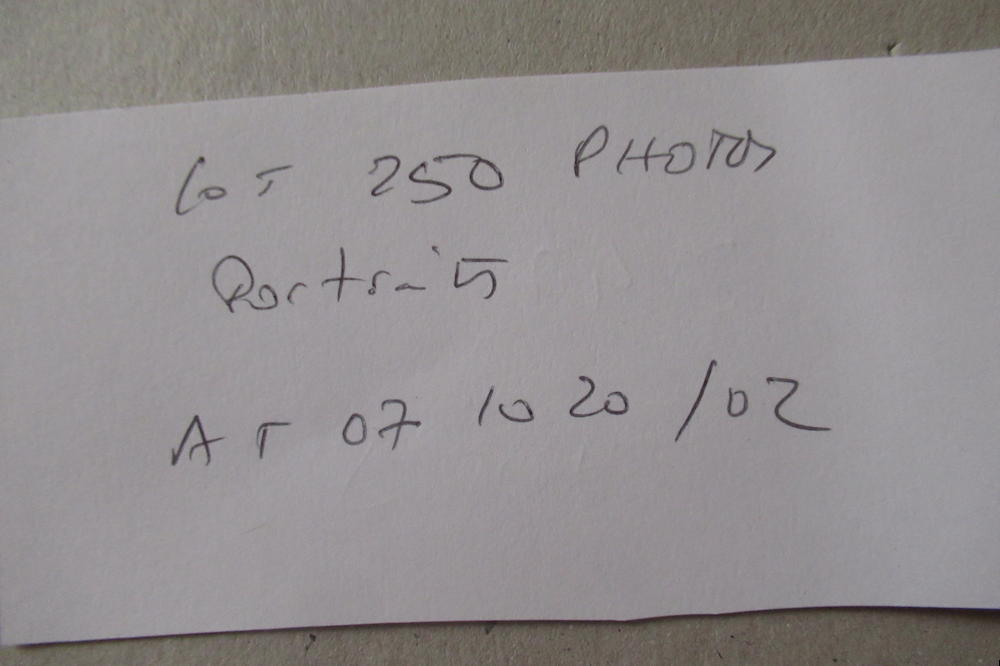 LOT 250 PHOTOS
Portraits
AT 07 10 20 /02